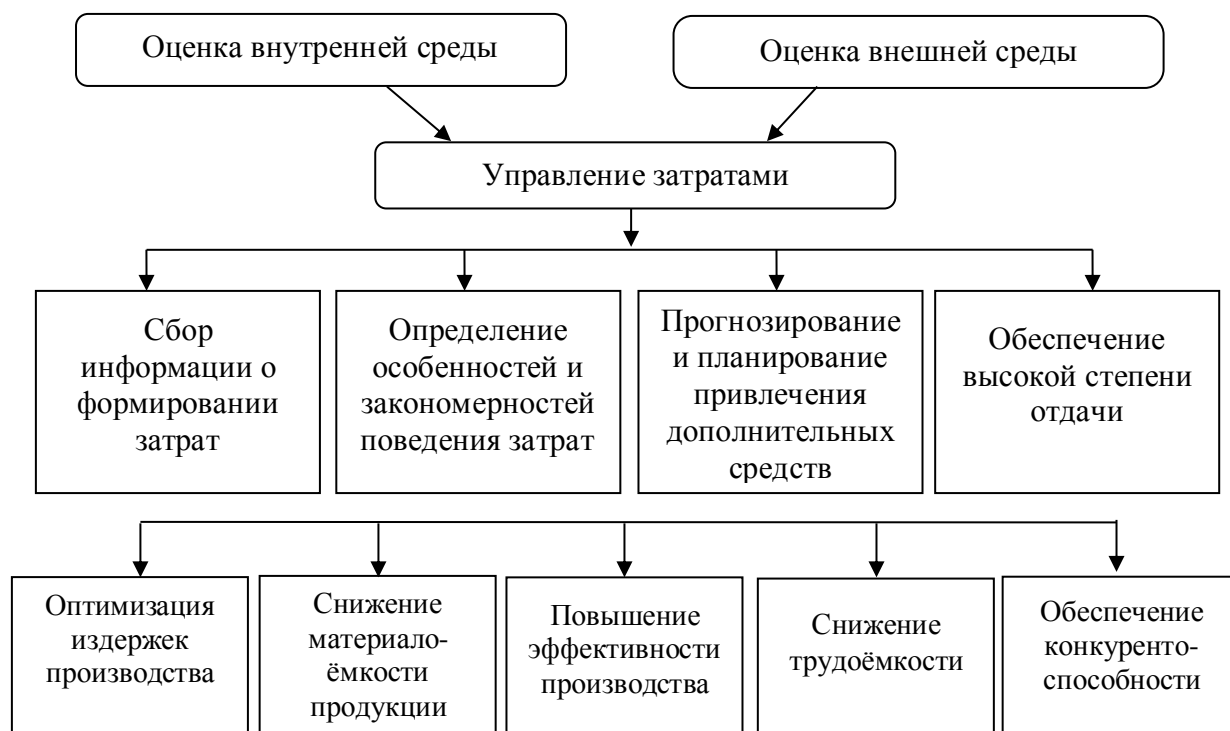 Оценка внутренней среды
Оценка внешней среды
Управление затратами
Сбор
информации о
формировании
затрат
Определение
особенностей и
закономерностей
поведения затрат
Прогнозирование
и планирование
привлечения
дополнительных
средств
Обеспечение
высокой степени
отдачи
Оптимизация
издержек
производства
Снижение
материало-
ёмкости
продукции
Повышение
эффективности
производства
Снижение
трудоёмкости
Обеспечение
конкуренто-
способности